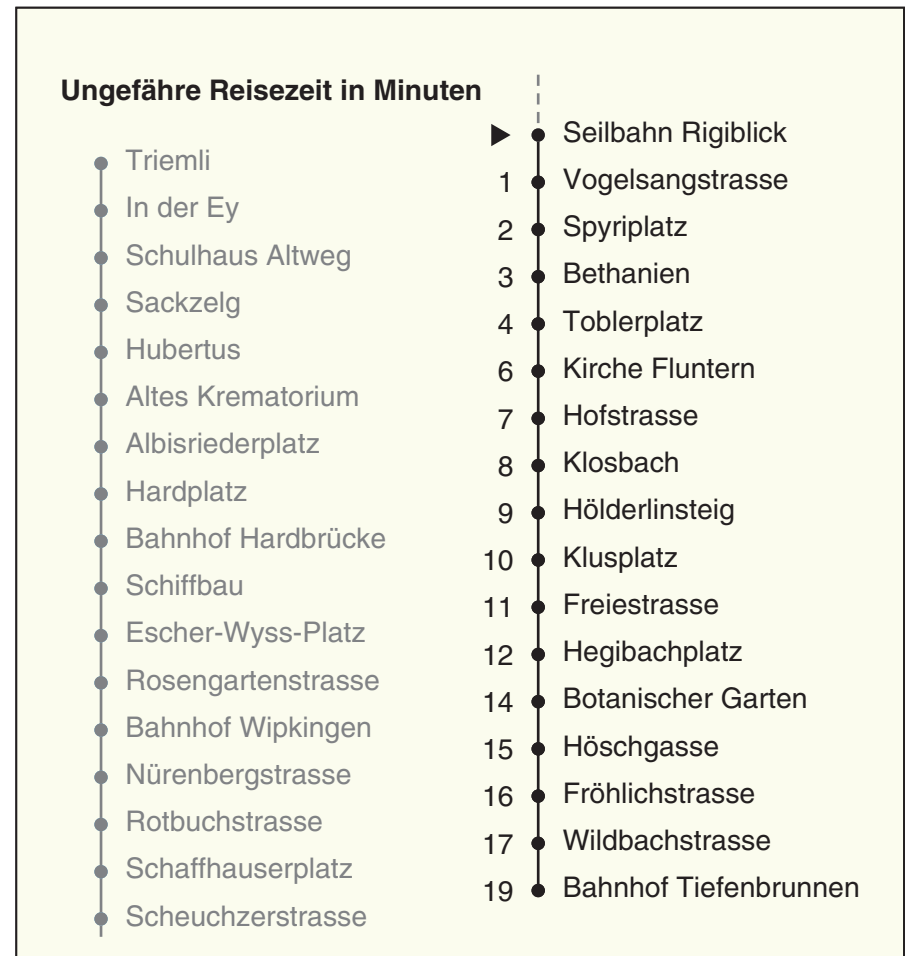 Ungefähre Reisezeit in Minuten
Triemli
In der Ey
Schulhaus Altweg
Sackzelg
Hubertus
Altes Krematorium
Albisriederplatz
Hardplatz
Bahnhof Hardbrücke
Schiffbau
Escher-Wyss-Platz
Rosengartenstrasse
Bahnhof Wipkingen
Nürenbergstrasse
Rotbuchstrasse
Schaffhauserplatz
Scheuchzerstrasse
Seilbahn Rigiblick
1 Vogelsangstrasse
2 Spyriplatz
3 Bethanien
4 Toblerplatz
6 Kirche Fluntern
7 Hofstrasse
8 Klosbach
9 Hölderlinsteig
10 Klusplatz
11 Freiestrasse
12 Hegibachplatz
14 Botanischer Garten
15 Höschgasse
16 Fröhlichstrasse
17 Wildbachstrasse
19 Bahnhof Tiefenbrunnen